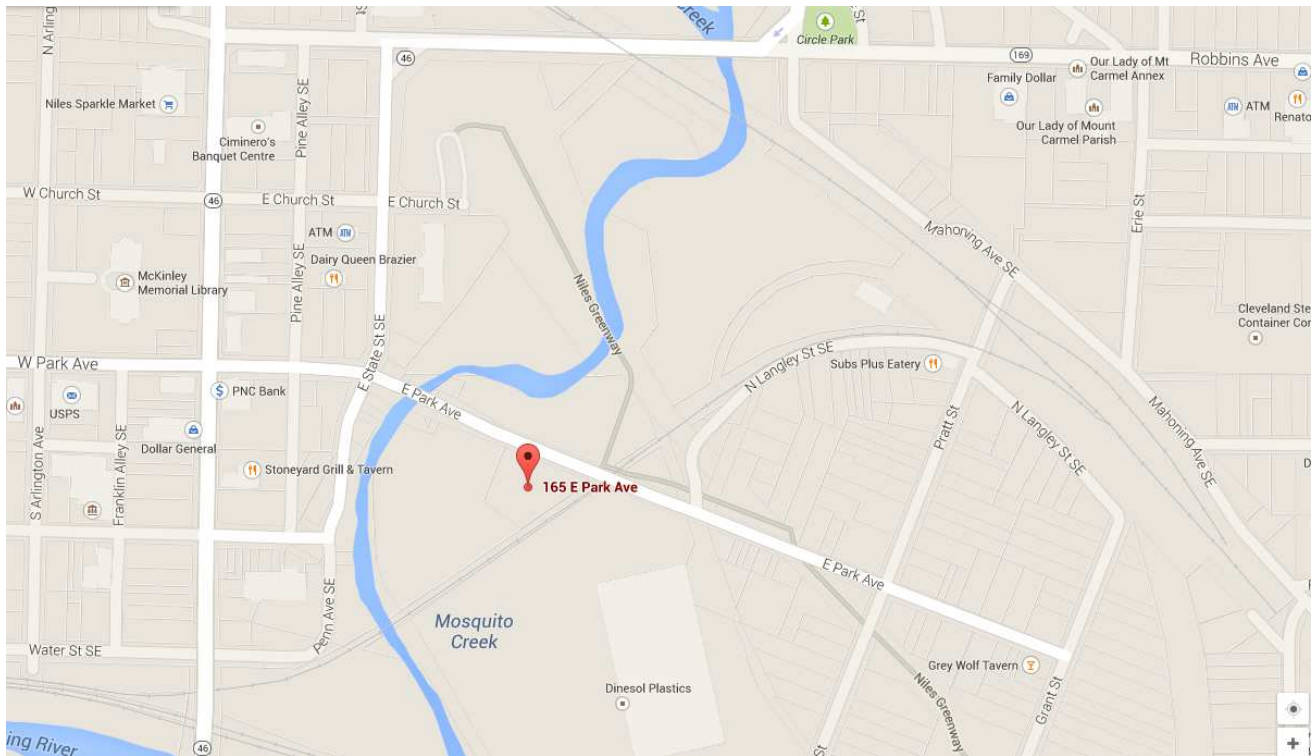 N Arling
Pine Alley SE
46
Creek
St
Circle Park
169
Robbins Ave
Our Lady of Mt
Carmel Annex
Family Dollar
ATM
Renato
Our Lady of Mount
Carmel Parish
Niles Sparkle Market
Ciminero's
Banquet Centre
W Church St
46
E Church St
E Church St
Erie St
Mahoning Ave SE
ATM
Dairy Queen Brazier
McKinley
Memorial Library
Pine Alley SE
Niles Greenway
Cleveland Ste
Container Cor
W Park Ave
E State St SE
E Park Ave
N Langley St SE
Subs Plus Eatery
PNC Bank
USPS
Dollar General
Pratt St
N Langley St SE
Mahoning Ave SE
S Arlington Ave
Franklin Alley SE
Stoneyard Grill & Tavern
165 E Park Ave
E Park Ave
Penn Ave SE
Mosquito
Creek
Water St SE
Grey Wolf Tavern
Dinesol Plastics
Niles Greenway
Grant St
ing River
46
St